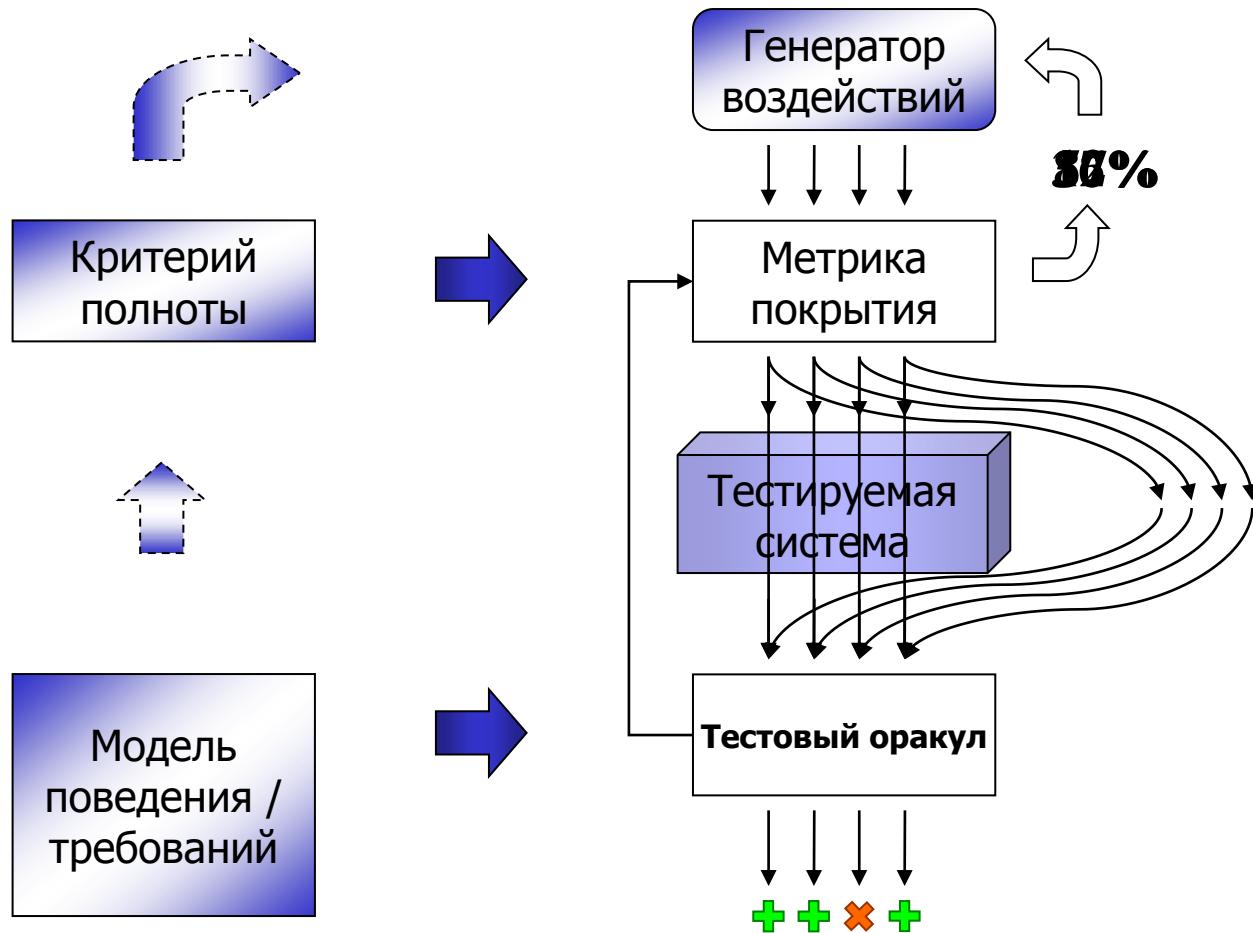 Генератор
воздействий
%
Критерий
полноты
Метрика
покрытия
Тестируемая
система
Модель
поведения /
требований
Тестовый оракул